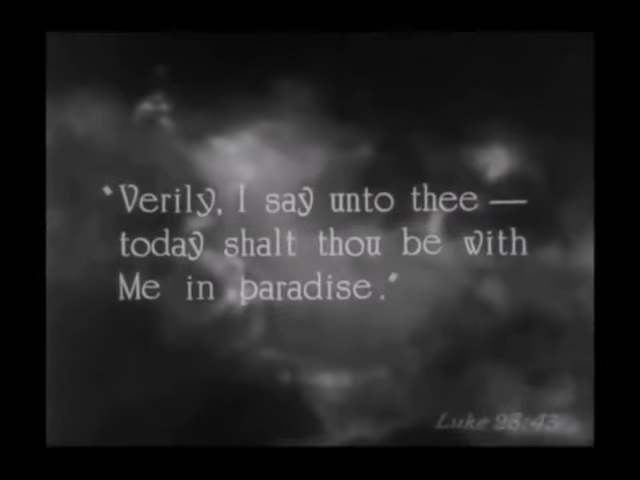 "Verily, I say unto thee —
today shalt thou be with
Me in paradise."
Luke 23:43